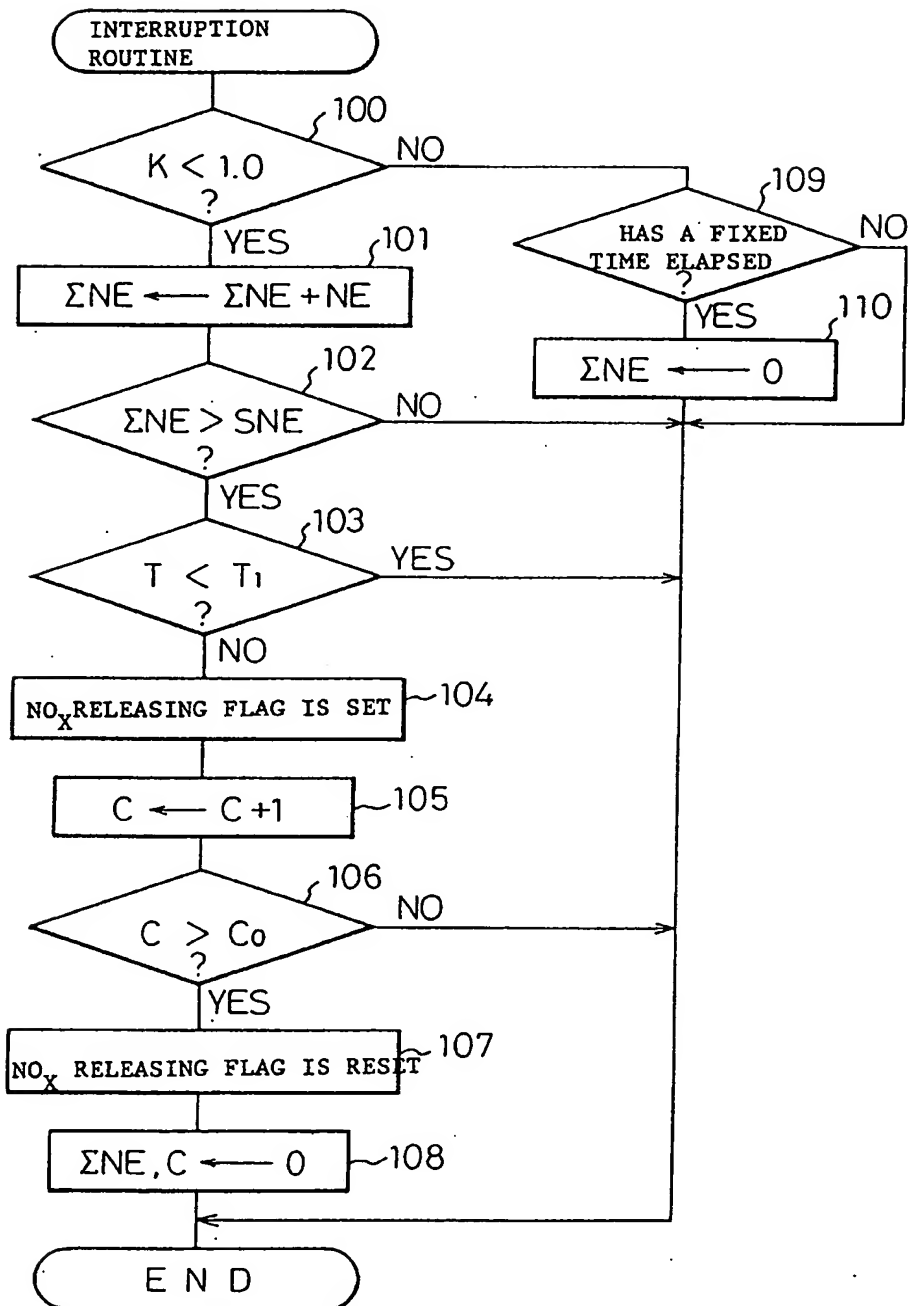 INTERRUPTION
ROUTINE
100
K < 1.0
?
NO
YES
109
HAS A FIXED
TIME ELAPSED
?
NO
YES
101
ΣNE ← ΣNE + NE
110
ΣNE ← 0
102
ΣNE > SNE
?
NO
YES
103
T < T1
?
YES
NO
NOX RELEASING FLAG IS SET
104
C ← C+1
105
106
C > C0
?
NO
YES
NOX RELEASING FLAG IS RESET
107
ΣNE, C ← 0
108
END